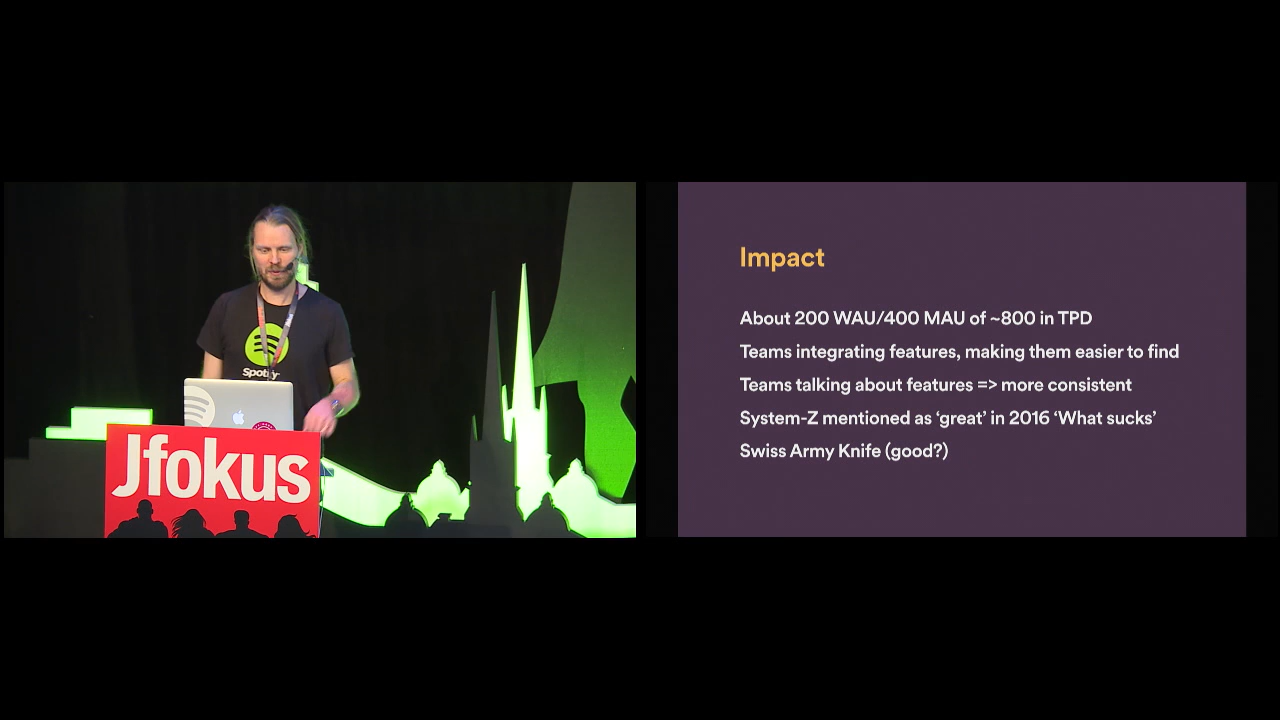 Spotify
Jfokus
Impact
About 200 WAU/400 MAU of ~800 in TPD
Teams integrating features, making them easier to find
Teams talking about features => more consistent
System-Z mentioned as ‘great’ in 2016 ‘What sucks’
Swiss Army Knife (good?)